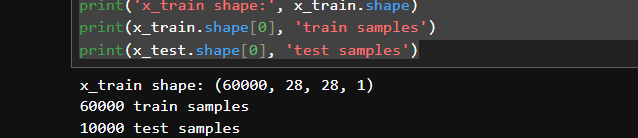 print('x_train shape:', x_train.shape)
print(x_train.shape[0], 'train samples')
print(x_test.shape[0], 'test samples')
x_train shape: (60000, 28, 28, 1)
60000 train samples
10000 test samples